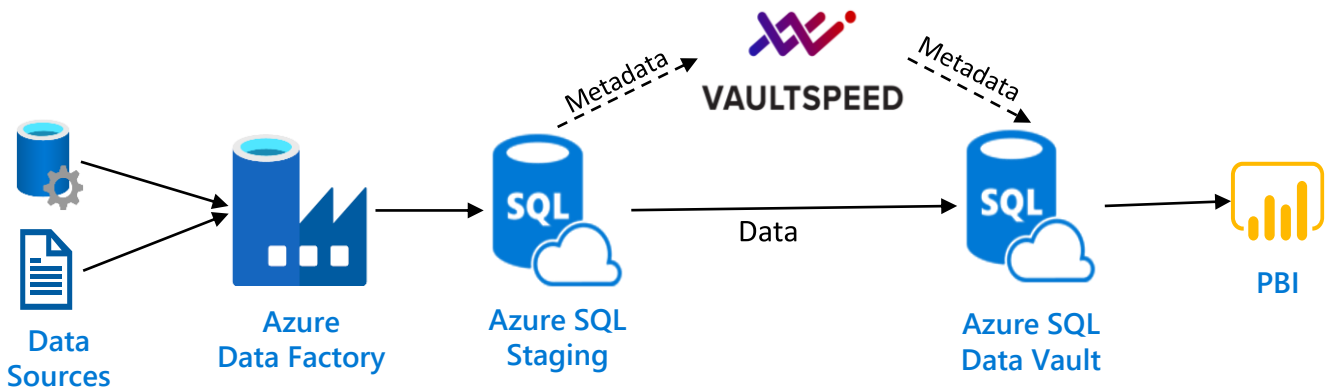 Metadata
VAULTSPEED
Metadata
SQL
Data
SQL
Data
Sources
Azure
Data Factory
Azure SQL
Staging
Azure SQL
Data Vault
PBI